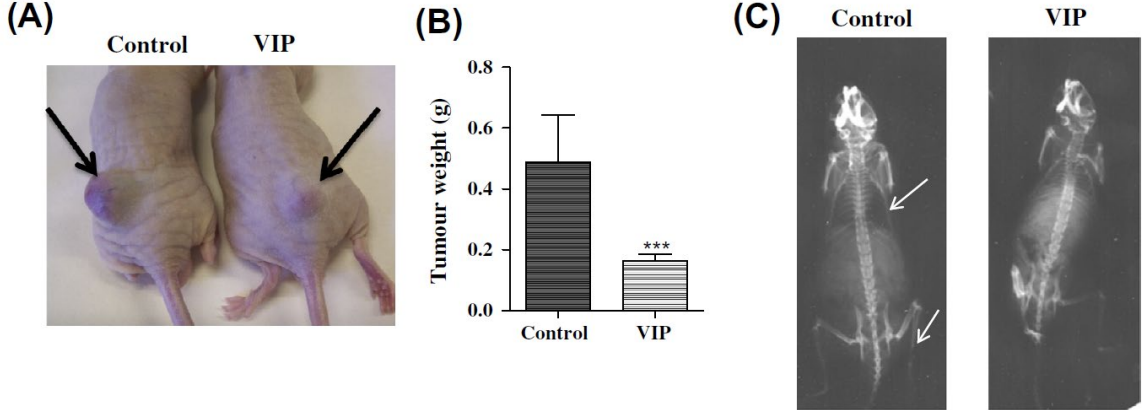 (A)
Control VIP
(B)
Tumour weight (g)
0.8
0.6
0.4
0.2
0.0
***
Control VIP
(C)
Control VIP